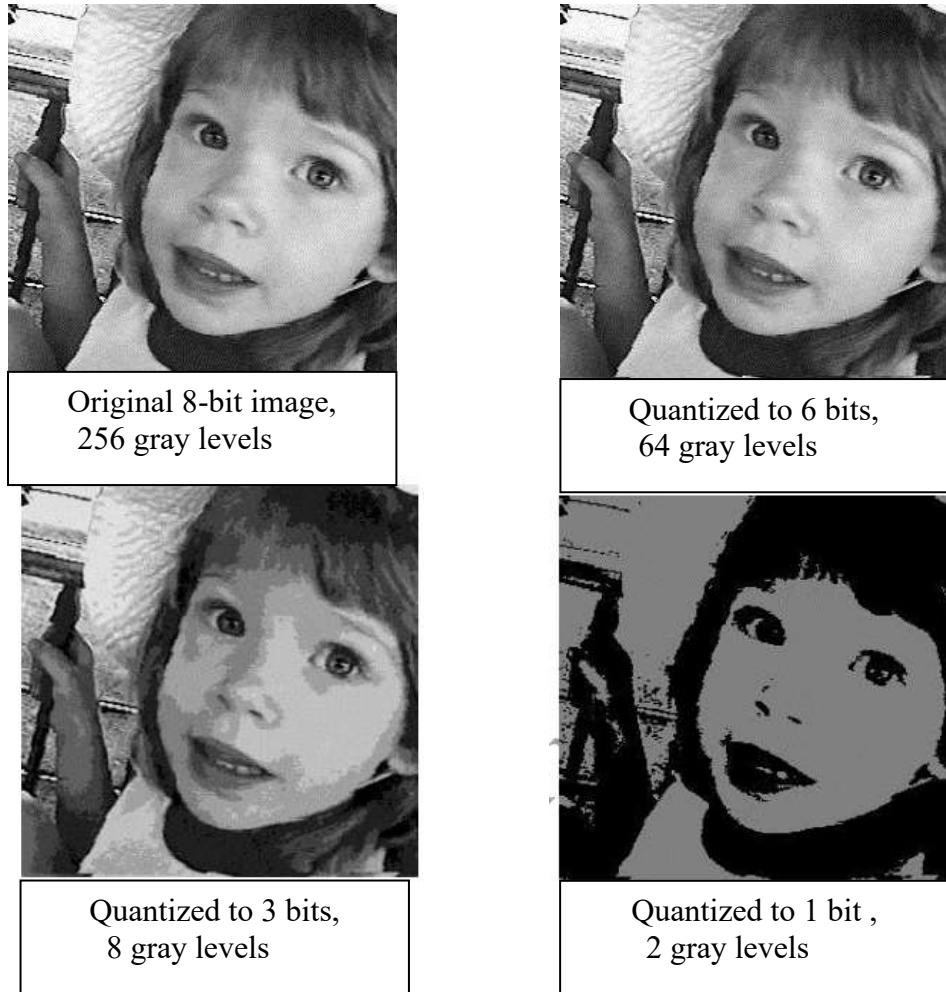 Original 8-bit image,
256 gray levels
Quantized to 6 bits,
64 gray levels
Quantized to 3 bits,
8 gray levels
Quantized to 1 bit ,
2 gray levels